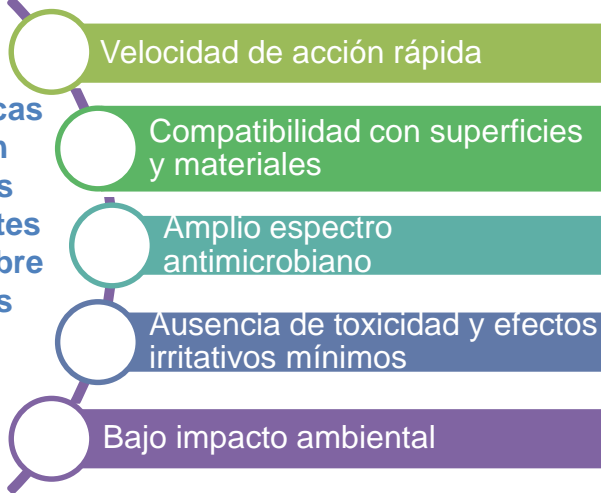 Velocidad de acción rápida
Compatibilidad con superficies
y materiales
Amplio espectro
antimicrobiano
Ausencia de toxicidad y efectos
irritativos mínimos
Bajo impacto ambiental